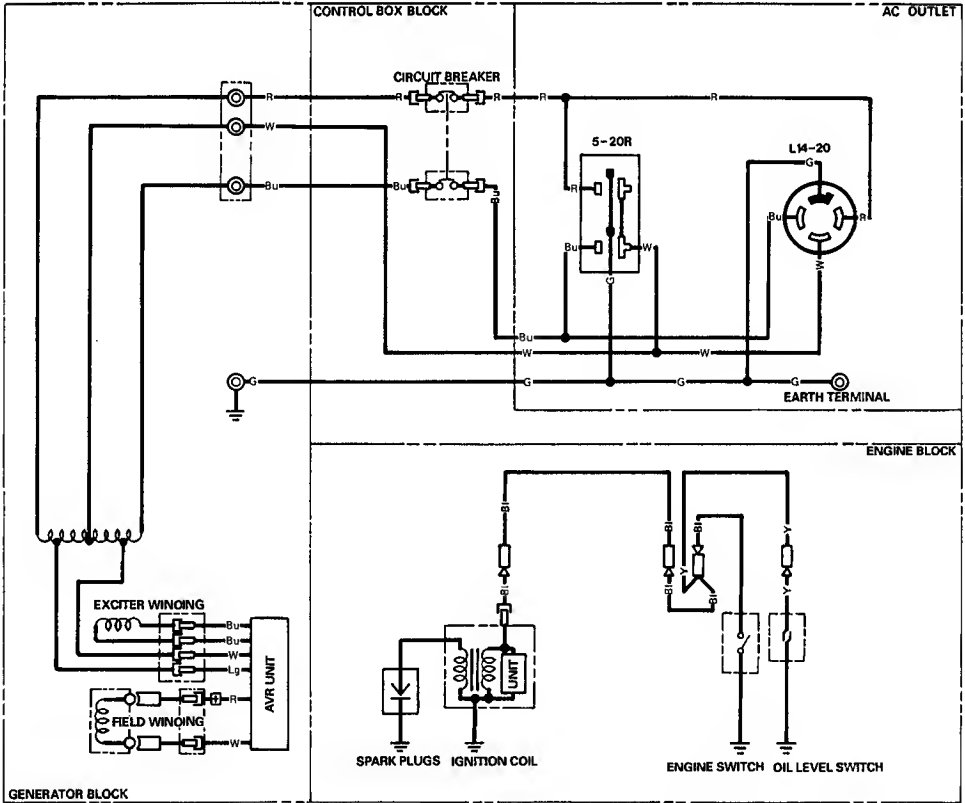 CONTROL BOX BLOCK
AC OUTLET
CIRCUIT BREAKER
R
R
R
R
R
W
5-20R
L14-20
G
Bu
Bu
Bu
R
Bu
R
Bu
W
W
G
Bu
W
W
G
G
G
G
EARTH TERMINAL
ENGINE BLOCK
Bl
Bl
Bl
Y
Y
Bl
Bl
Y
Bl
EXCITER WINOING
Bu
Bu
W
Lg
AVR UNIT
UNIT
R
FIELD WINOING
W
SPARK PLUGS
IGNITION COIL
ENGINE SWITCH
OIL LEVEL SWITCH
GENERATOR BLOCK